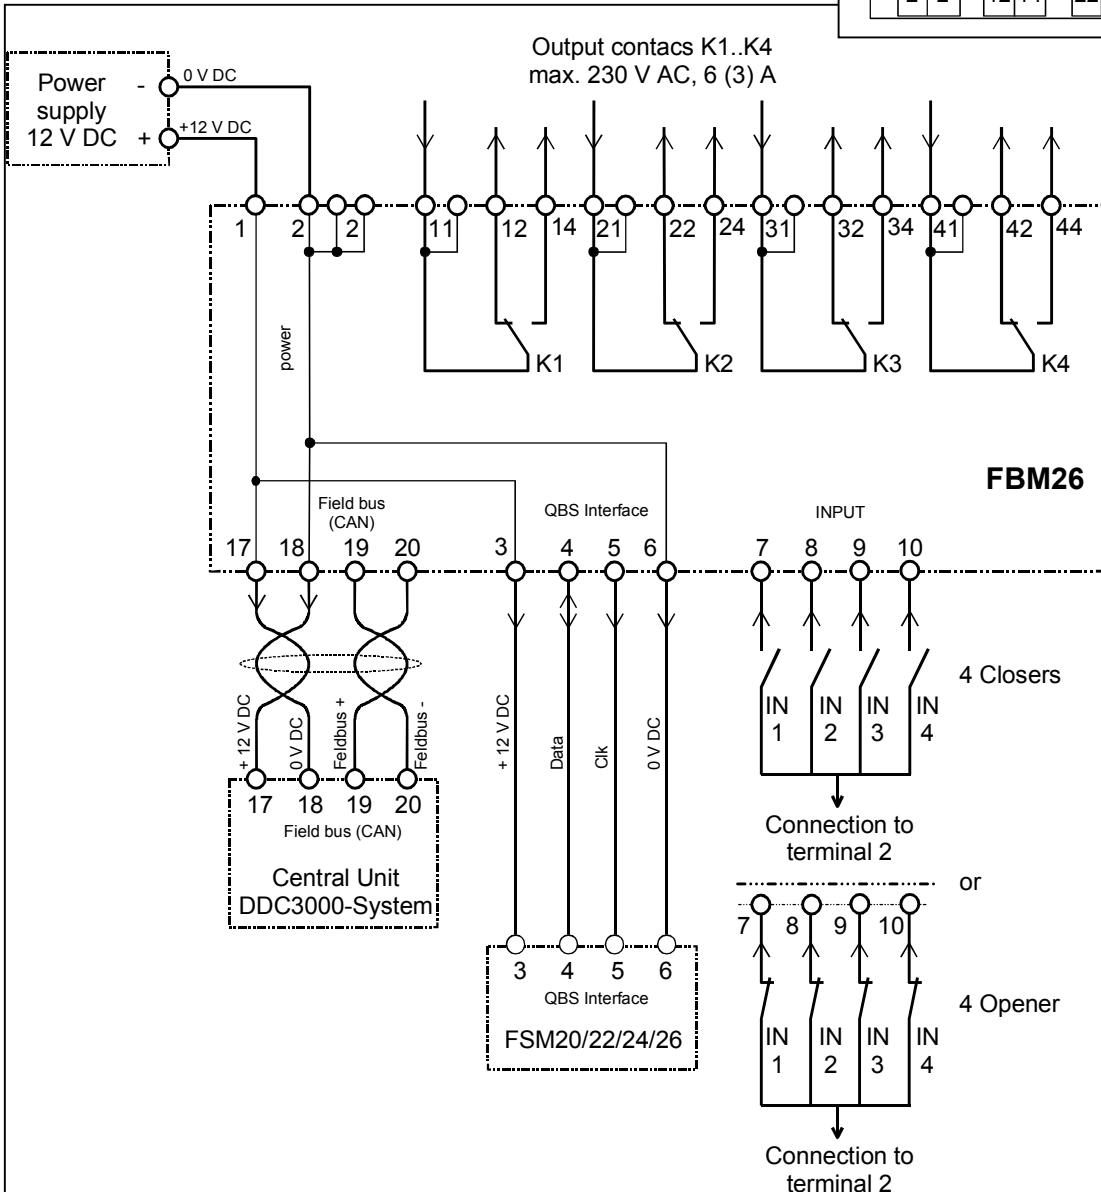 Output contacs K1..K4
max. 230 V AC, 6 (3) A
Power
supply
12 V DC
-
+
0 V DC
+12 V DC
1 2 2 11 12 14 21 22 24 31 32 34 41 42 44
power
K1 K2 K3 K4
FBM26
Field bus
(CAN)
QBS Interface
INPUT
17 18 19 20 3 4 5 6 7 8 9 10
+ 12 V DC
0 V DC
Feldbus +
Feldbus -
+ 12 V DC
Data
Clk
0 V DC
4 Closers
IN IN IN IN
1 2 3 4
17 18 19 20
Field bus (CAN)
Central Unit
DDC3000-System
Connection to
terminal 2
or
7 8 9 10
3 4 5 6
QBS Interface
FSM20/22/24/26
4 Opener
IN IN IN IN
1 2 3 4
Connection to
terminal 2